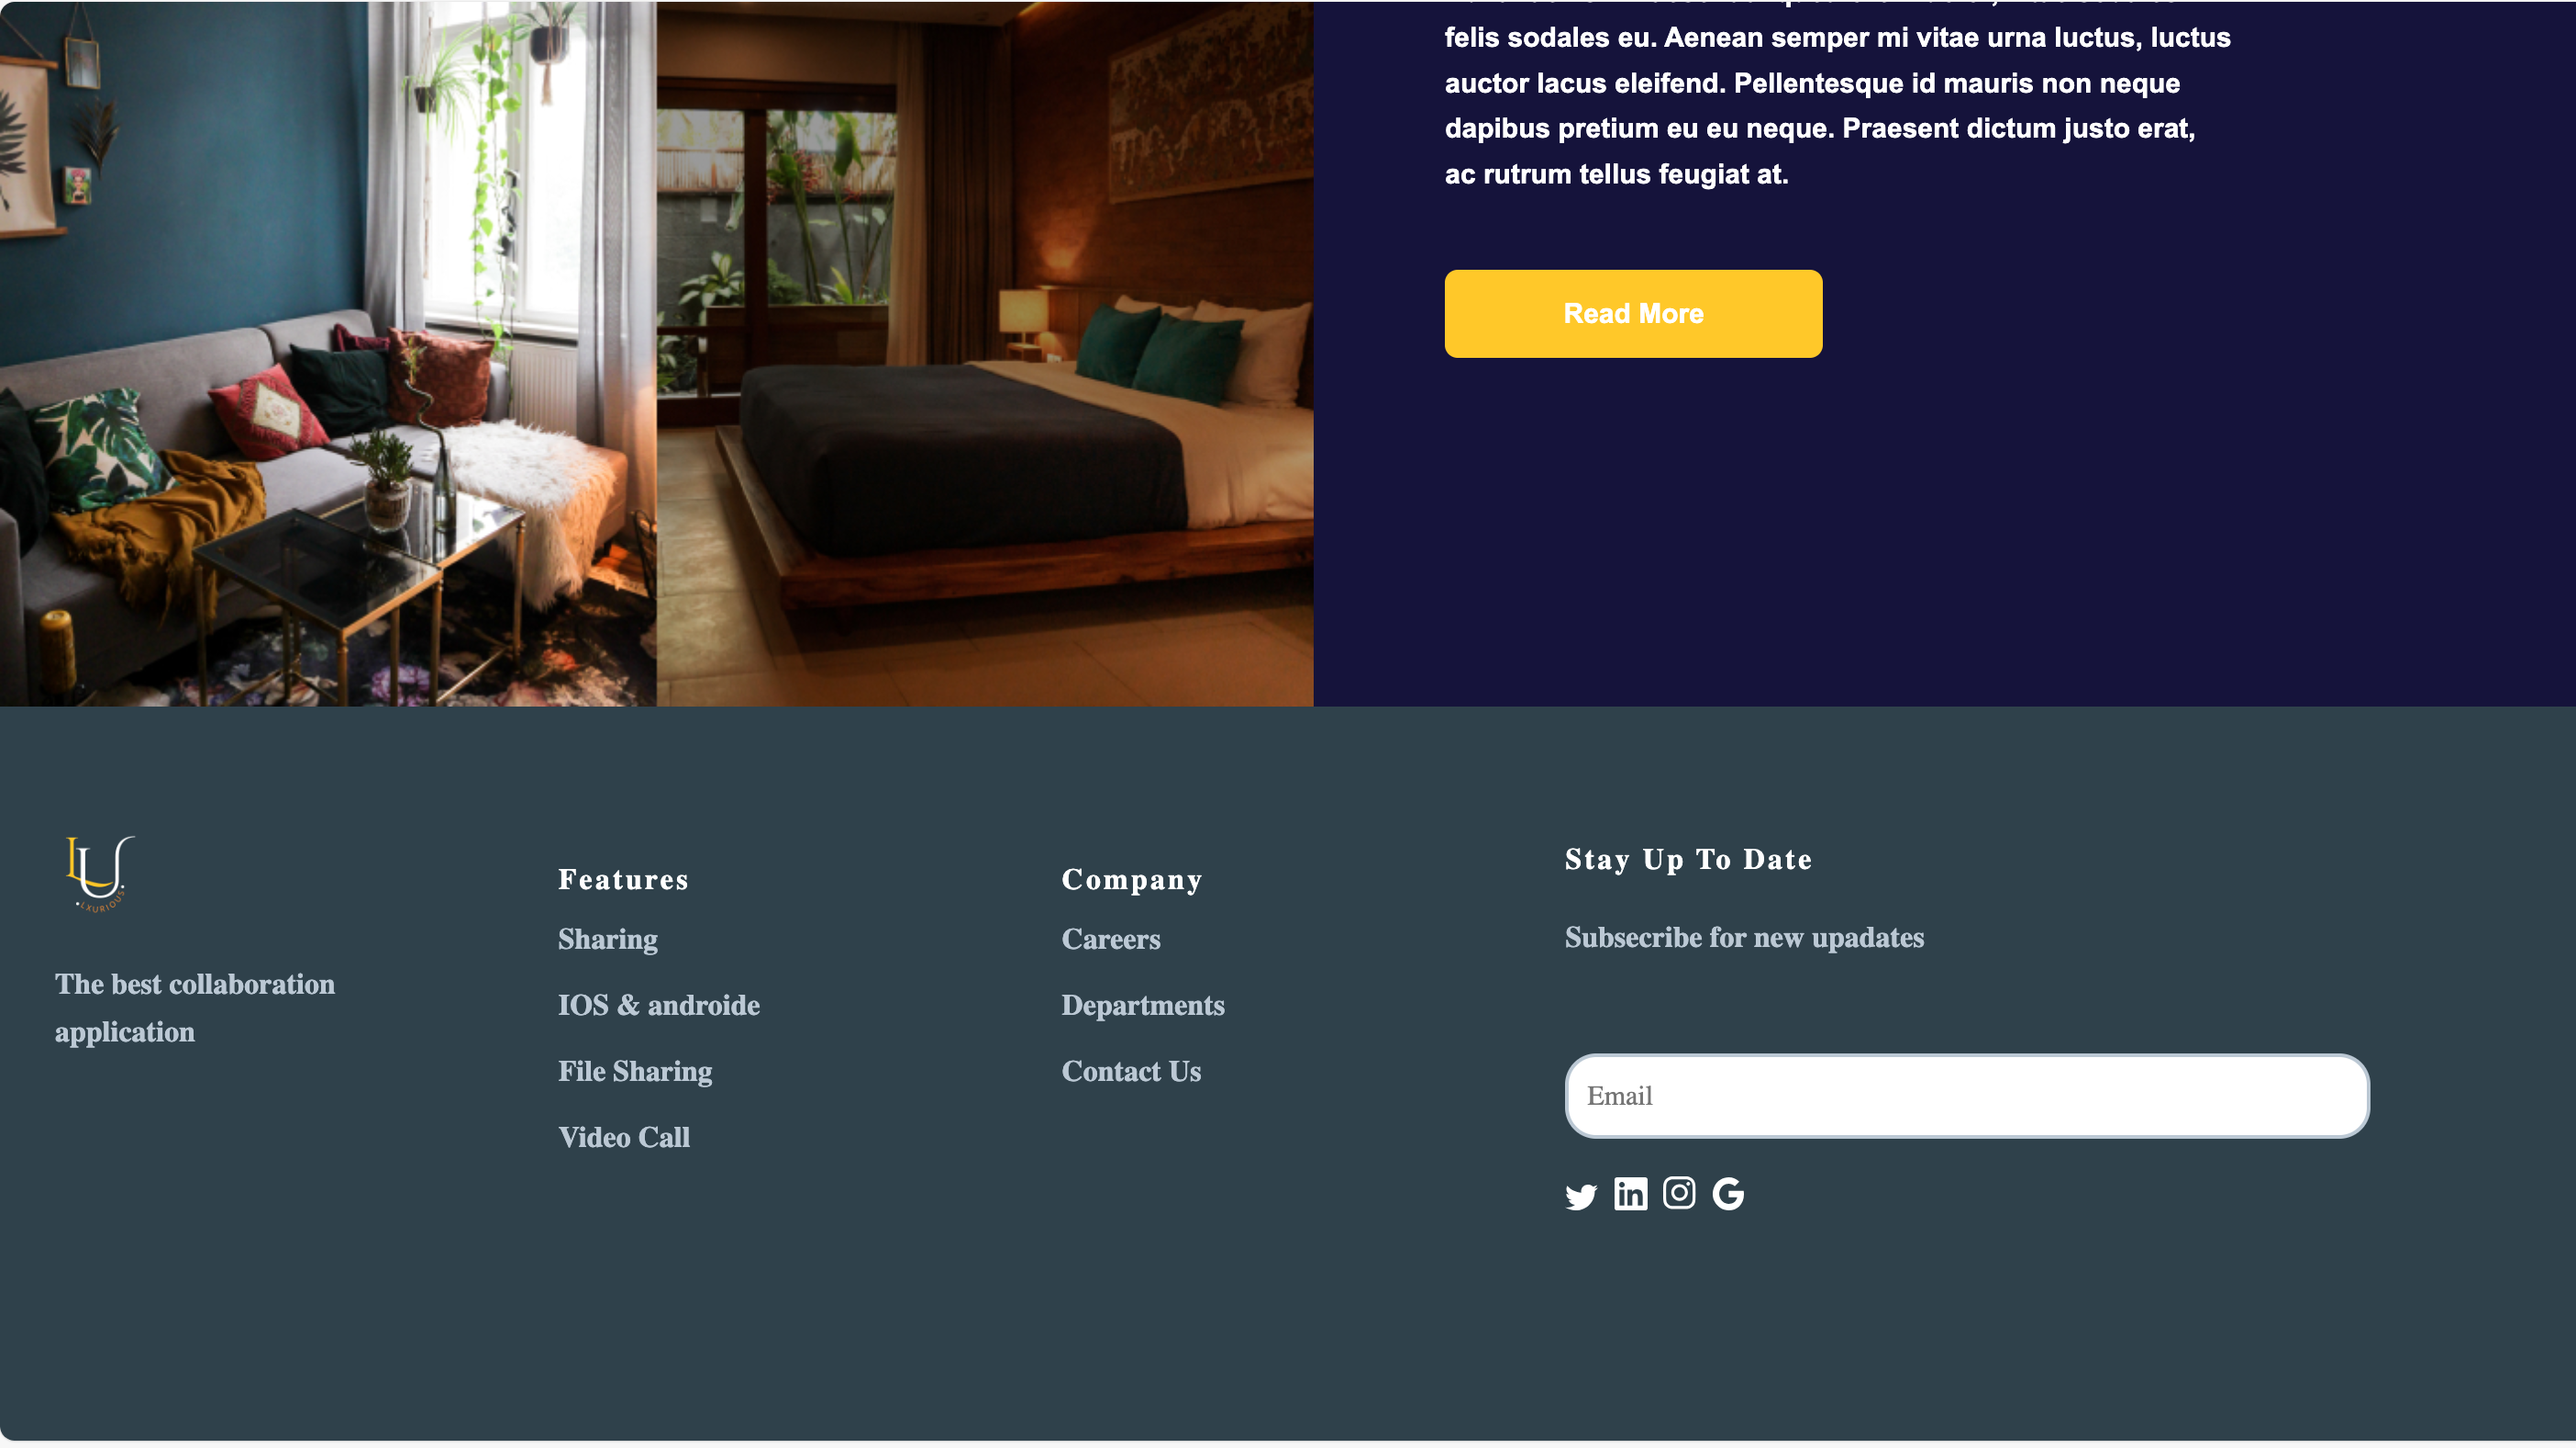 felis sodales eu. Aenean semper mi vitae urna luctus, luctus
auctor lacus eleifend. Pellentesque id mauris non neque
dapibus pretium eu eu neque. Praesent dictum justo erat,
ac rutrum tellus feugiat at.
Read More
LU
LXURIOUS
The best collaboration
application
Features
Sharing
IOS & androide
File Sharing
Video Call
Company
Careers
Departments
Contact Us
Stay Up To Date
Subsecribe for new upadates
Email